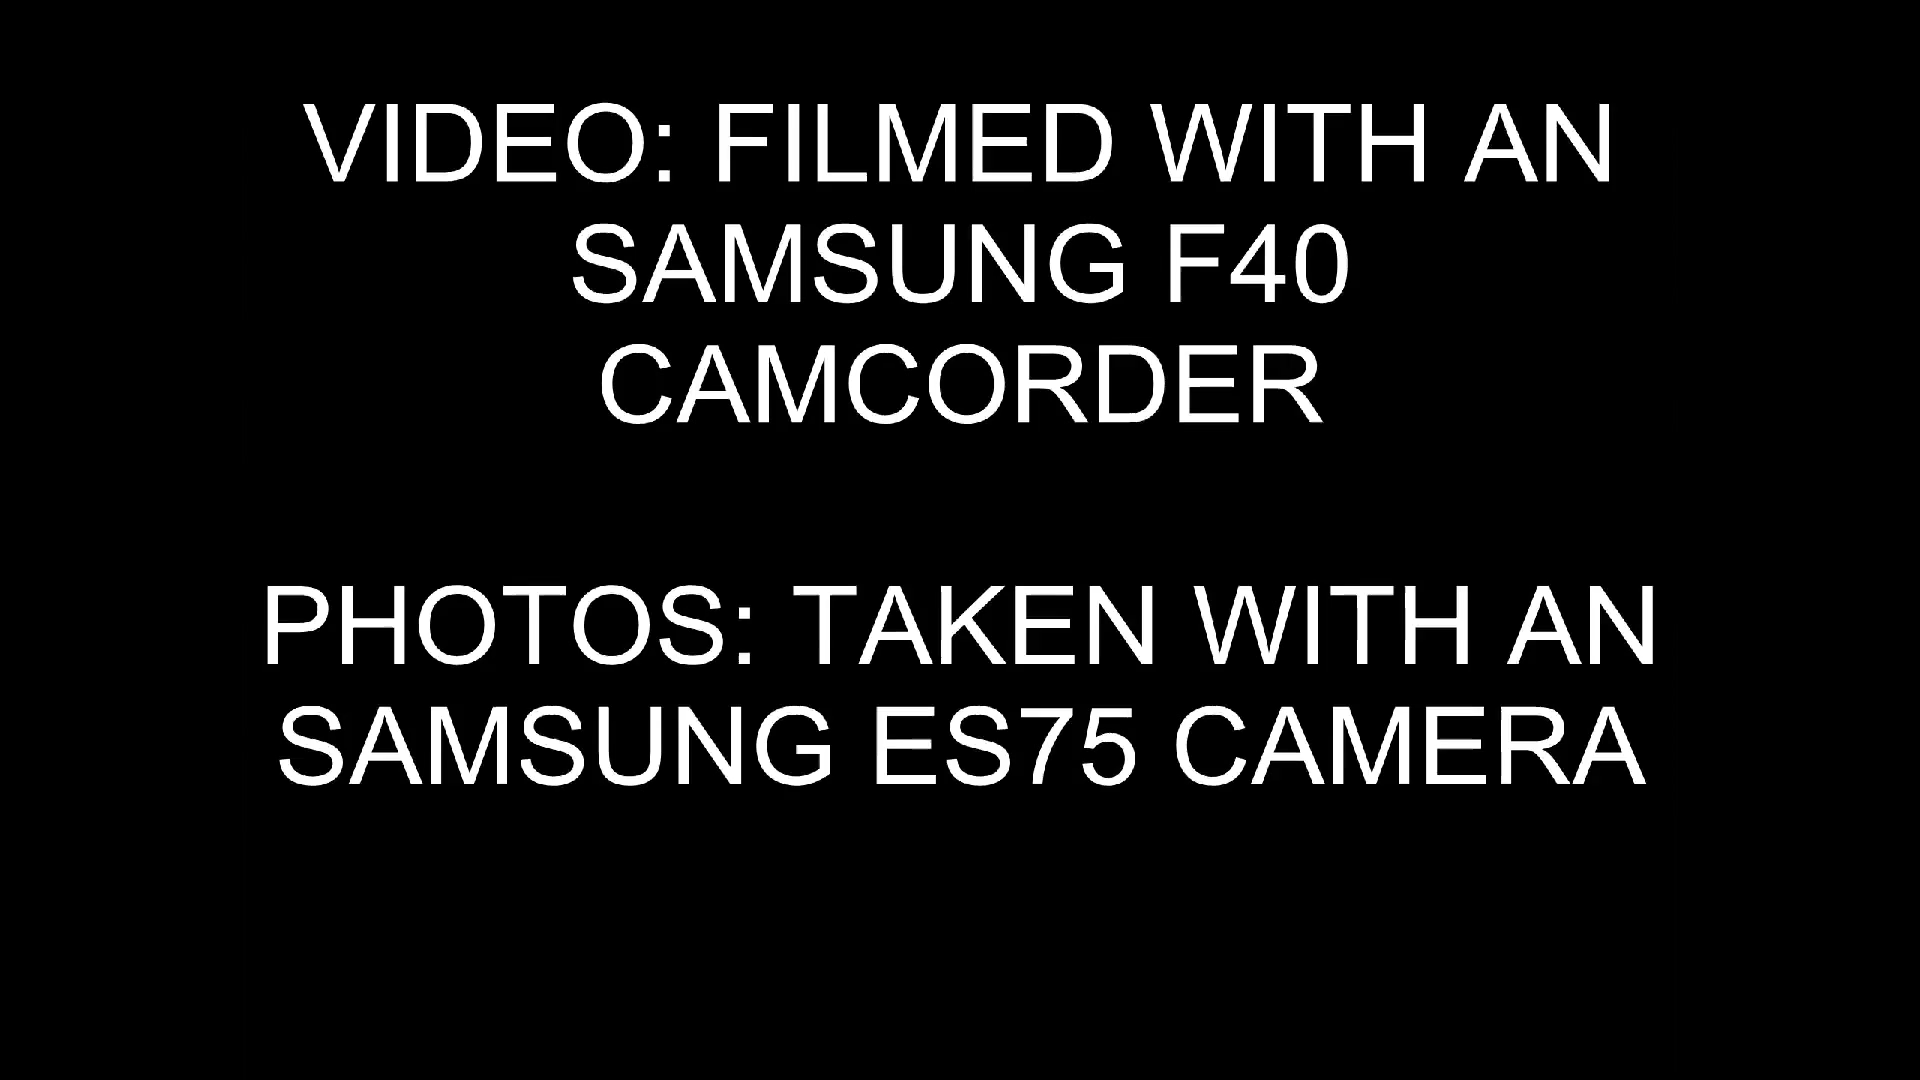 VIDEO: FILMED WITH AN
SAMSUNG F40
CAMCORDER
PHOTOS: TAKEN WITH AN
SAMSUNG ES75 CAMERA